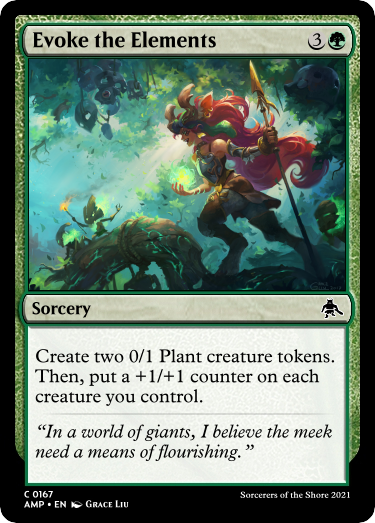 Evoke the Elements 3
Sorcery
Create two 0/1 Plant creature tokens.
Then, put a +1/+1 counter on each
creature you control.
“In a world of giants, I believe the meek
need a means of flourishing.”
C 0167
AMP • EN Grace Liu
Sorcerers of the Shore 2021